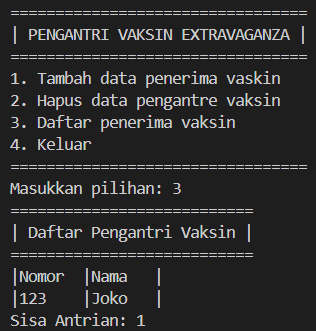 =================================
| PENGANTRI VAKSIN EXTRAVAGANZA |
=================================
1. Tambah data penerima vaskin
2. Hapus data pengantre vaksin
3. Daftar penerima vaksin
4. Keluar
=================================
Masukkan pilihan: 3
===========================
| Daftar Pengantri Vaksin |
===========================
|Nomor  |Nama   |
|123    |Joko   |
Sisa Antrian: 1